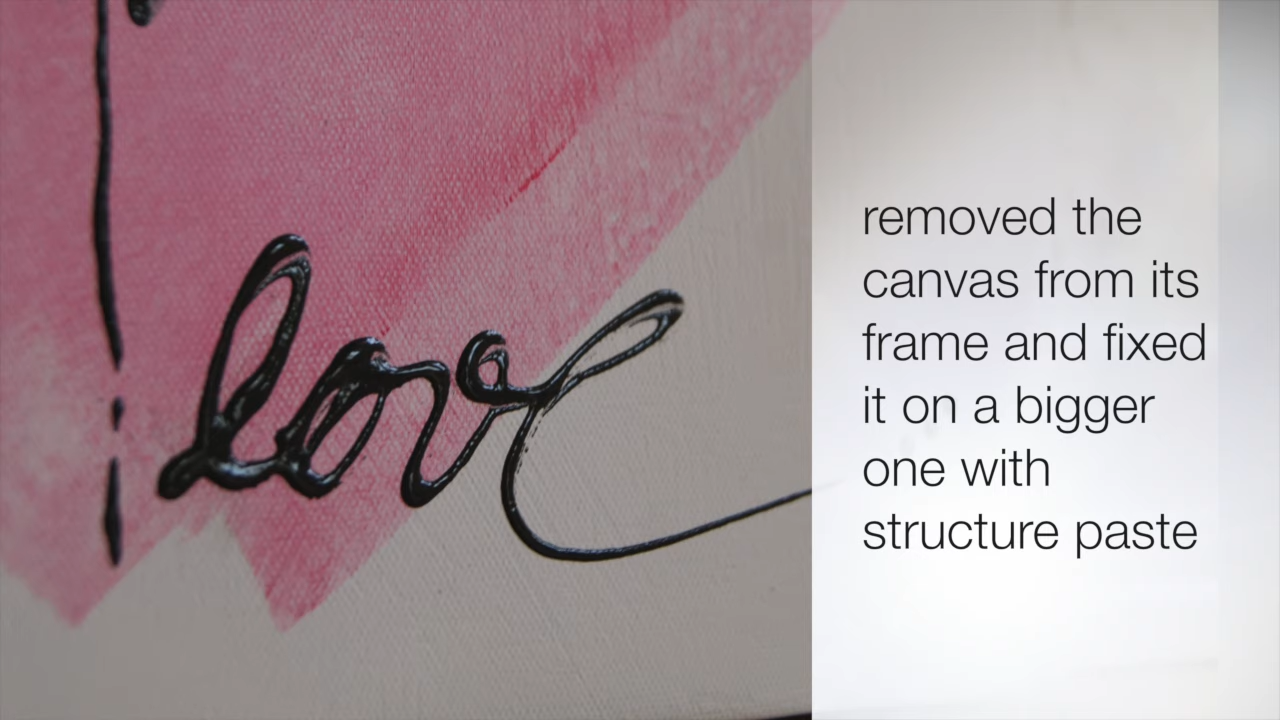 love
removed the
canvas from its
frame and fixed
it on a bigger
one with
structure paste